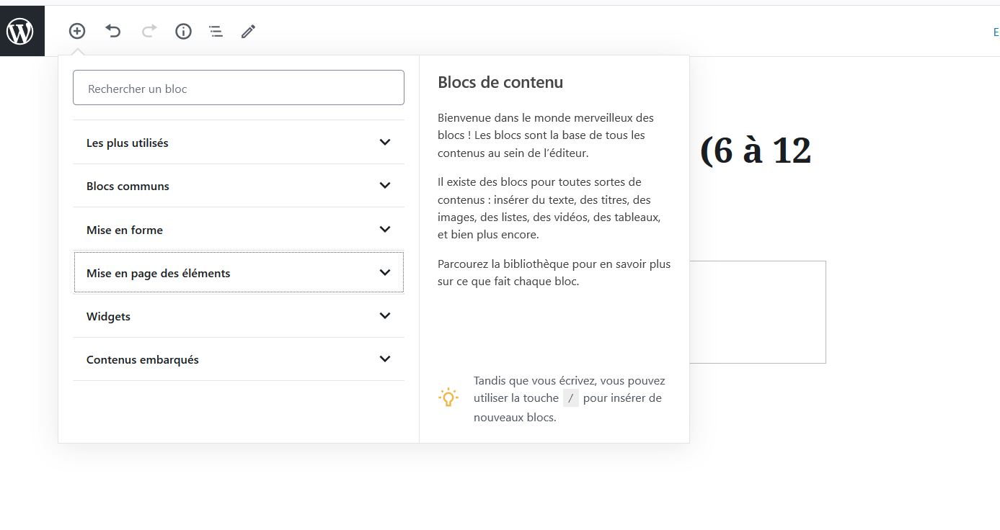 E
Rechercher un bloc
Les plus utilisés
Blocs communs
Mise en forme
Mise en page des éléments
Widgets
Contenus embarqués
Blocs de contenu
Bienvenue dans le monde merveilleux des
blocs ! Les blocs sont la base de tous les
contenus au sein de l’éditeur.
Il existe des blocs pour toutes sortes de
contenus : insérer du texte, des titres, des
images, des listes, des vidéos, des tableaux,
et bien plus encore.
Parcourez la bibliothèque pour en savoir plus
sur ce que fait chaque bloc.
Tandis que vous écrivez, vous pouvez
utiliser la touche / pour insérer de
nouveaux blocs.
(6 à 12